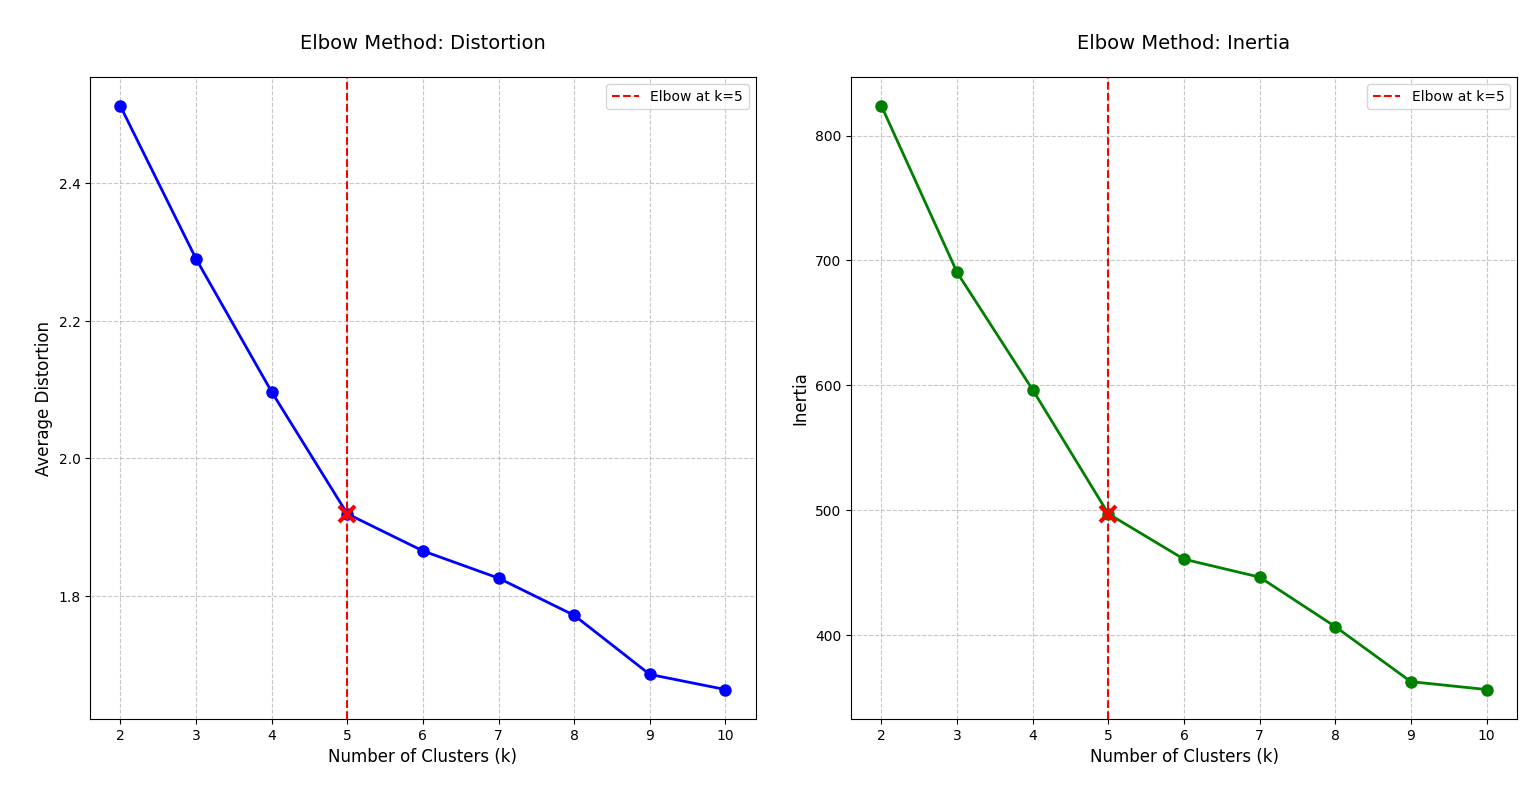 Elbow Method: Distortion
Elbow at k=5
2.4
2.2
2.0
1.8
Average Distortion
2 3 4 5 6 7 8 9 10
Number of Clusters (k)
Elbow Method: Inertia
Elbow at k=5
800
700
600
500
400
Inertia
2 3 4 5 6 7 8 9 10
Number of Clusters (k)